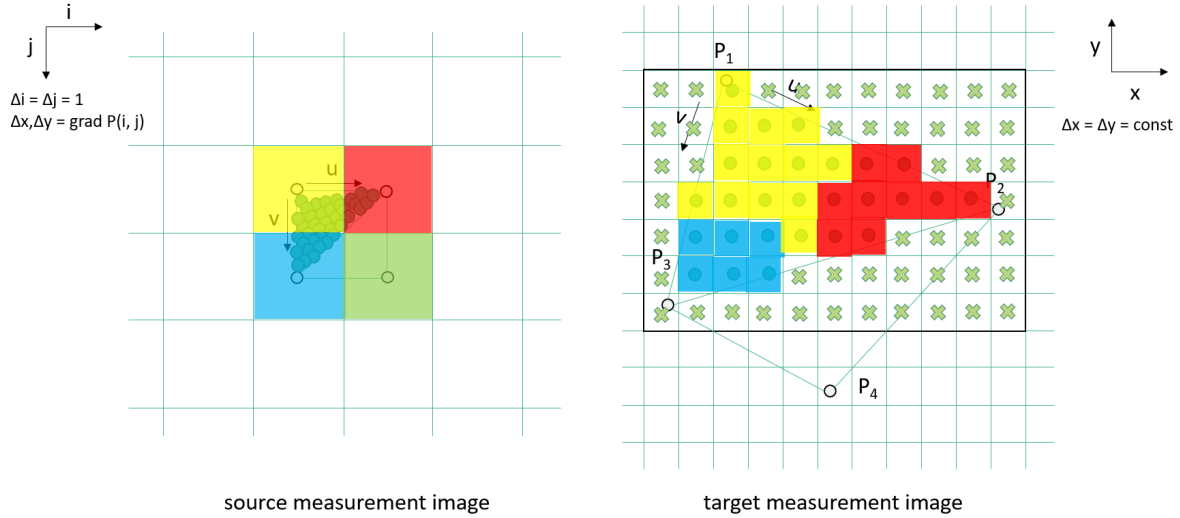 i
j
Δi = Δj = 1
Δx,Δy = grad P(i, j)
u
v
source measurement image
P1
u
v
P2
P3
P4
y
x
Δx = Δy = const
target measurement image